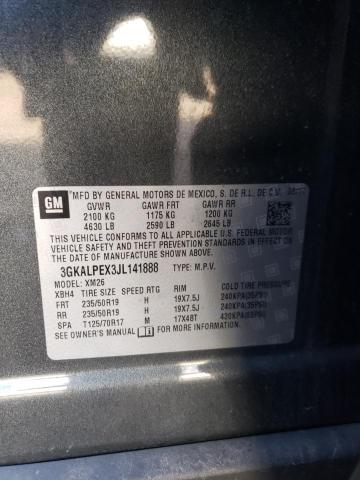 GM
MFD BY GENERAL MOTORS DE MEXICO, S. DE R.L. DE C.V.
GVWR GAWR FRT GAWR RR
2100 KG 1175 KG 1200 KG
4630 LB 2590 LB 2645 LB
THIS VEHICLE CONFORMS TO ALL APPLICABLE U.S. FEDERAL MOTOR
VEHICLE SAFETY, BUMPER, AND THEFT PREVENTION STANDARDS IN
EFFECT ON THE DATE OF MANUFACTURE SHOWN ABOVE.
3GKALPEX3JL141888 TYPE: M.P.V.
MODEL: XM26
XBH4 TIRE SIZE SPEED RTG RIM COLD TIRE PRESSURE
FRT 235/50R19 H 19X7.5J 240KPA(35PSI)
RR 235/50R19 H 19X7.5J 240KPA(35PSI)
SPA T125/70R17 M 17X4BT 420KPA(60PSI)
SEE OWNER'S MANUAL FOR MORE INFORMATION.